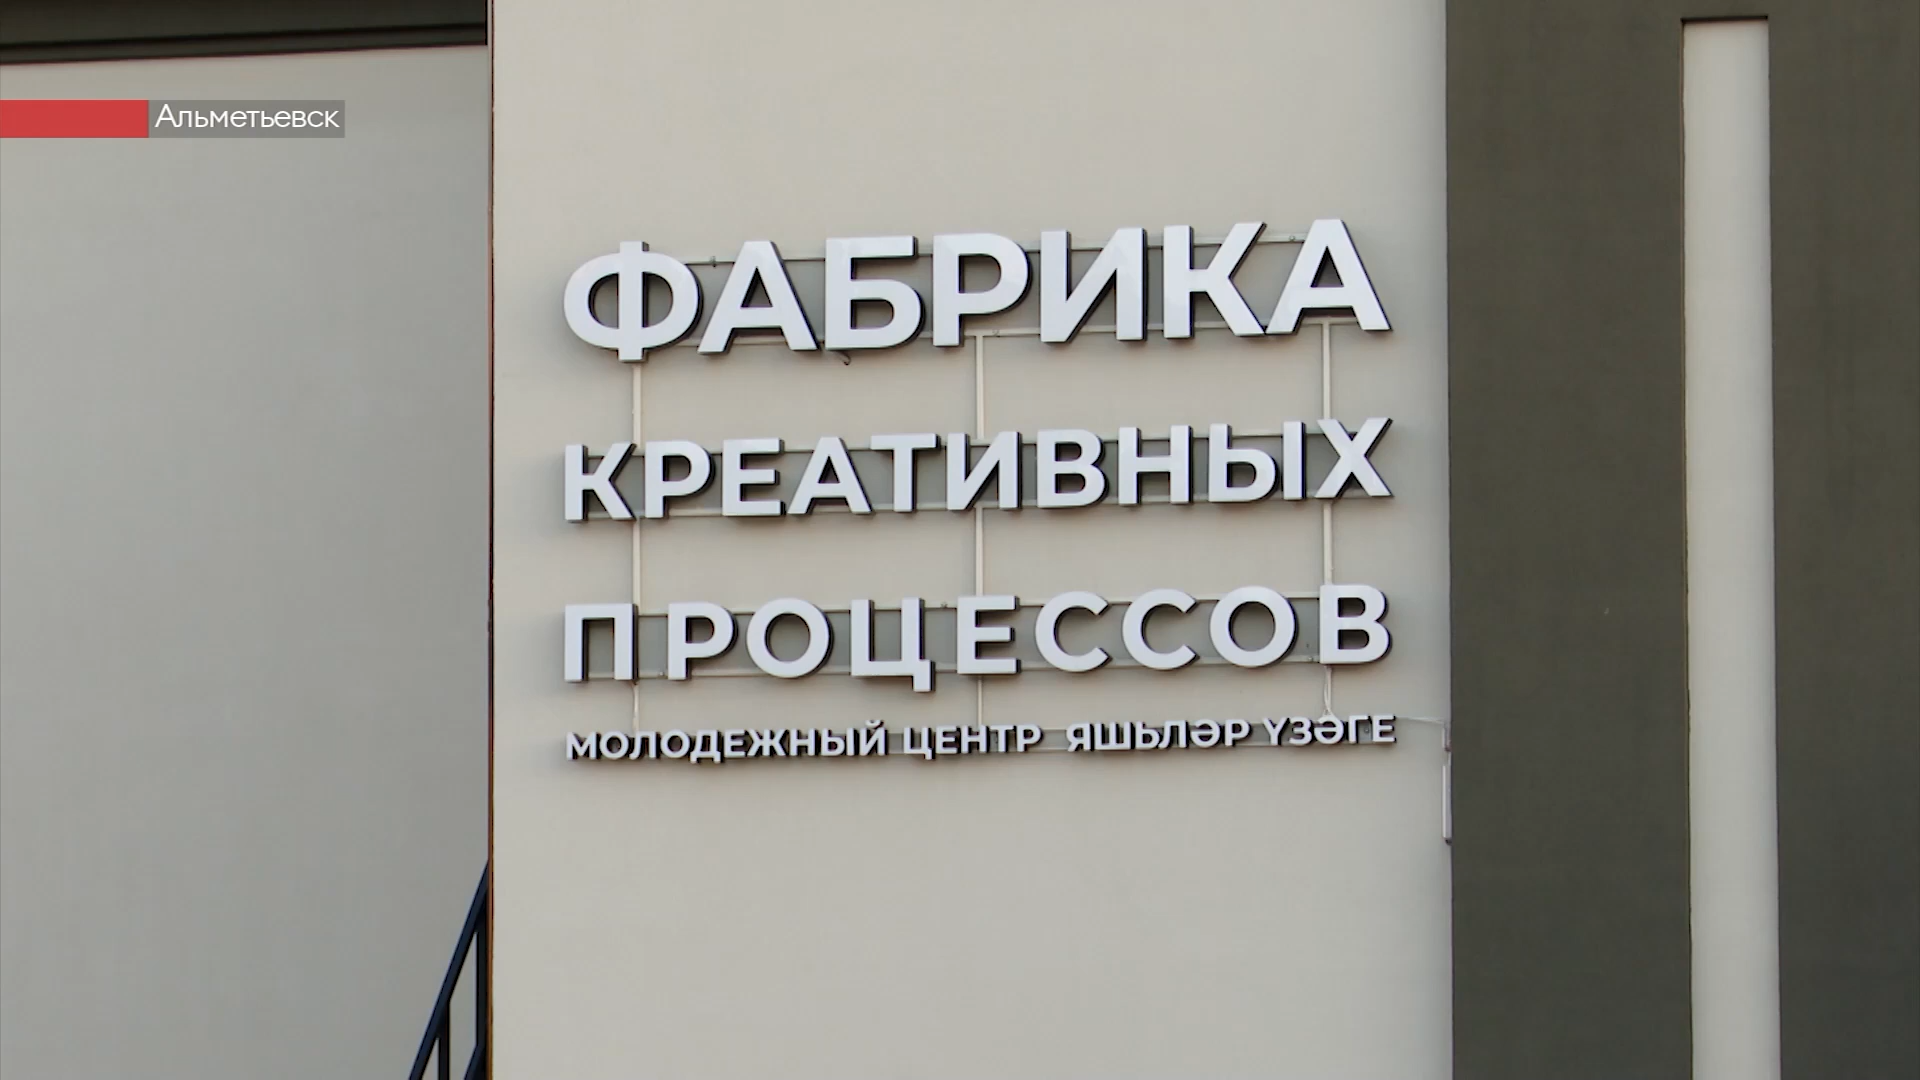 Альметьевск
ФАБРИКА
КРЕАТИВНЫХ
ПРОЦЕССОВ
МОЛОДЕЖНЫЙ ЦЕНТР ЯШЬЛӘР ҮЗӘГЕ